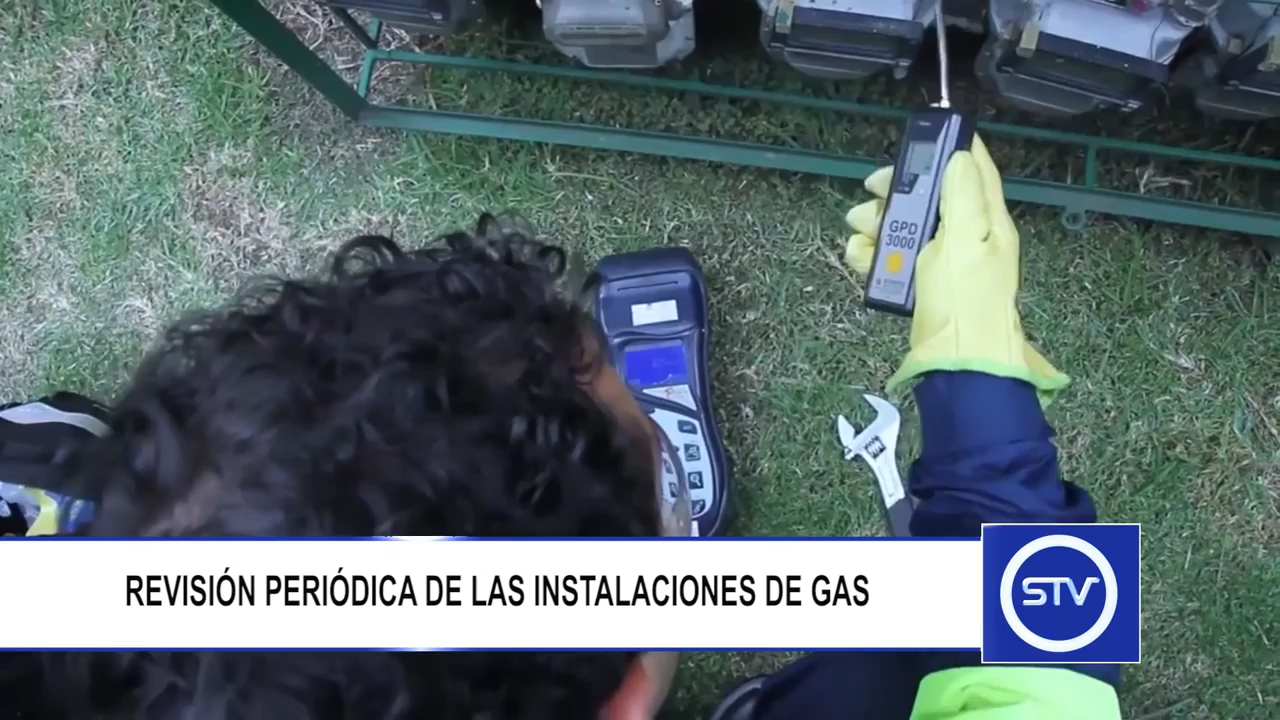 GPD
3000
REVISIÓN PERIÓDICA DE LAS INSTALACIONES DE GAS
STV